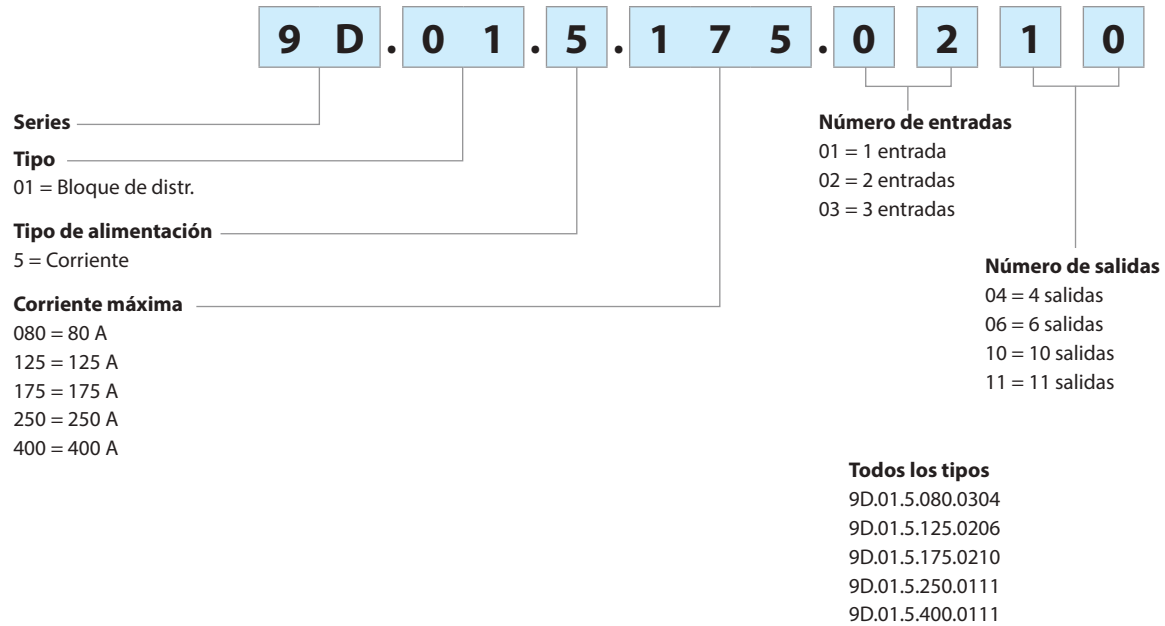 9 D . 0 1 . 5 . 1 7 5 . 0 2 1 0
Series
Tipo
01 = Bloque de distr.
Tipo de alimentación
5 = Corriente
Corriente máxima
080 = 80 A
125 = 125 A
175 = 175 A
250 = 250 A
400 = 400 A
Número de entradas
01 = 1 entrada
02 = 2 entradas
03 = 3 entradas
Número de salidas
04 = 4 salidas
06 = 6 salidas
10 = 10 salidas
11 = 11 salidas
Todos los tipos
9D.01.5.080.0304
9D.01.5.125.0206
9D.01.5.175.0210
9D.01.5.250.0111
9D.01.5.400.0111